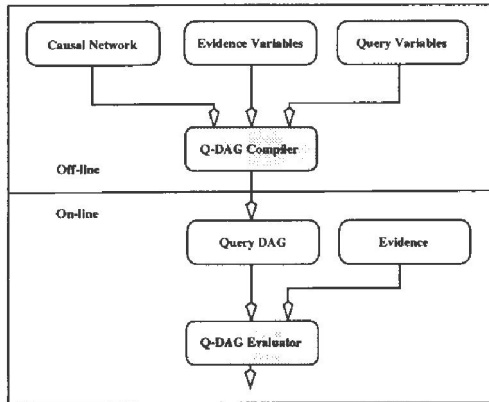 Causal Network
Evidence Variables
Query Variables
Q-DAG Compiler
Off-line
On-line
Query DAG
Evidence
Q-DAG Evaluator